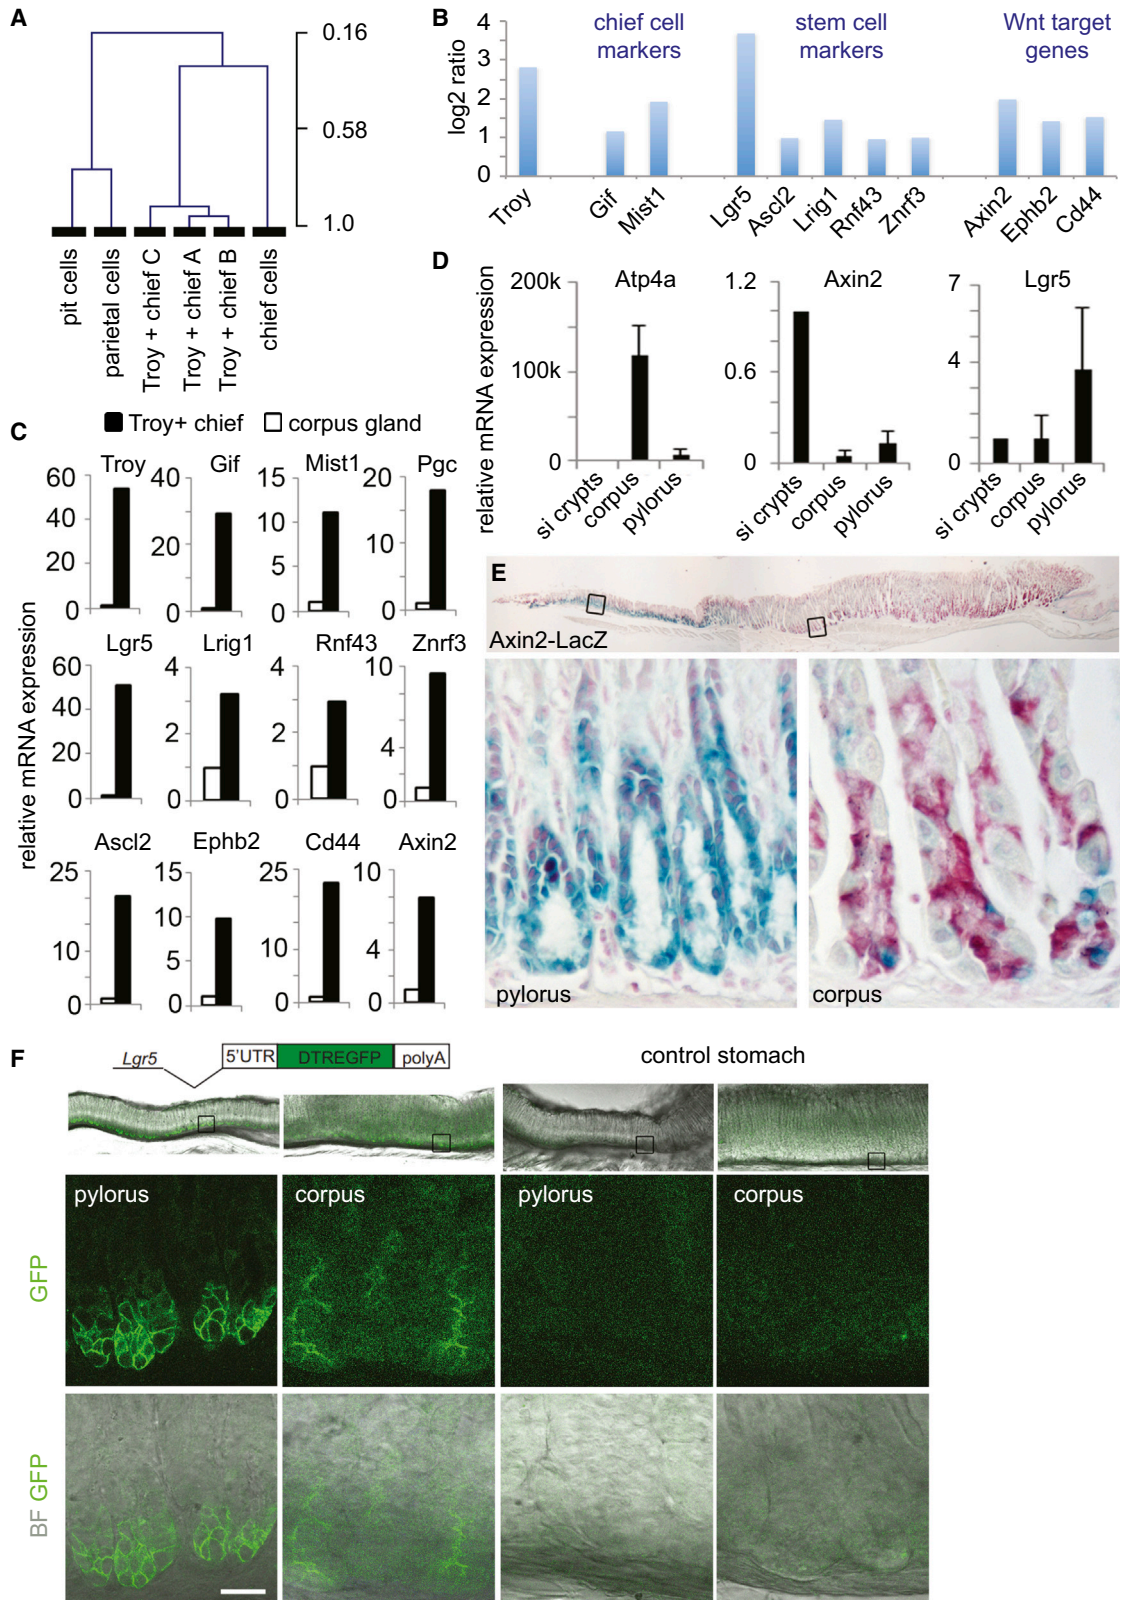 A
0.16
0.58
1.0
pit cells
parietal cells
Troy + chief C
Troy + chief A
Troy + chief B
chief cells
B
chief cell markers
stem cell markers
Wnt target genes
log2 ratio
4
3
2
1
0
Troy
Gif
Mist1
Lgr5
Ascl2
Lrig1
Rnf43
Znrf3
Axin2
Ephb2
Cd44
C
Troy+ chief
corpus gland
relative mRNA expression
Troy
60
40
20
0
Gif
40
20
0
Mist1
15
10
5
0
Pgc
20
10
0
Lgr5
60
40
20
0
Lrig1
4
2
0
Rnf43
4
2
0
Znrf3
10
4
0
Ascl2
25
10
0
Ephb2
15
10
5
0
Cd44
25
10
0
Axin2
10
4
0
D
relative mRNA expression
Atp4a
200k
100k
0
si crypts
corpus
pylorus
Axin2
1.2
0.6
0
si crypts
corpus
pylorus
Lgr5
7
4
0
si crypts
corpus
pylorus
E
Axin2-LacZ
pylorus
corpus
F
Lgr5
5'UTR
DTREGFP
polyA
control stomach
pylorus
corpus
pylorus
corpus
GFP
BF GFP